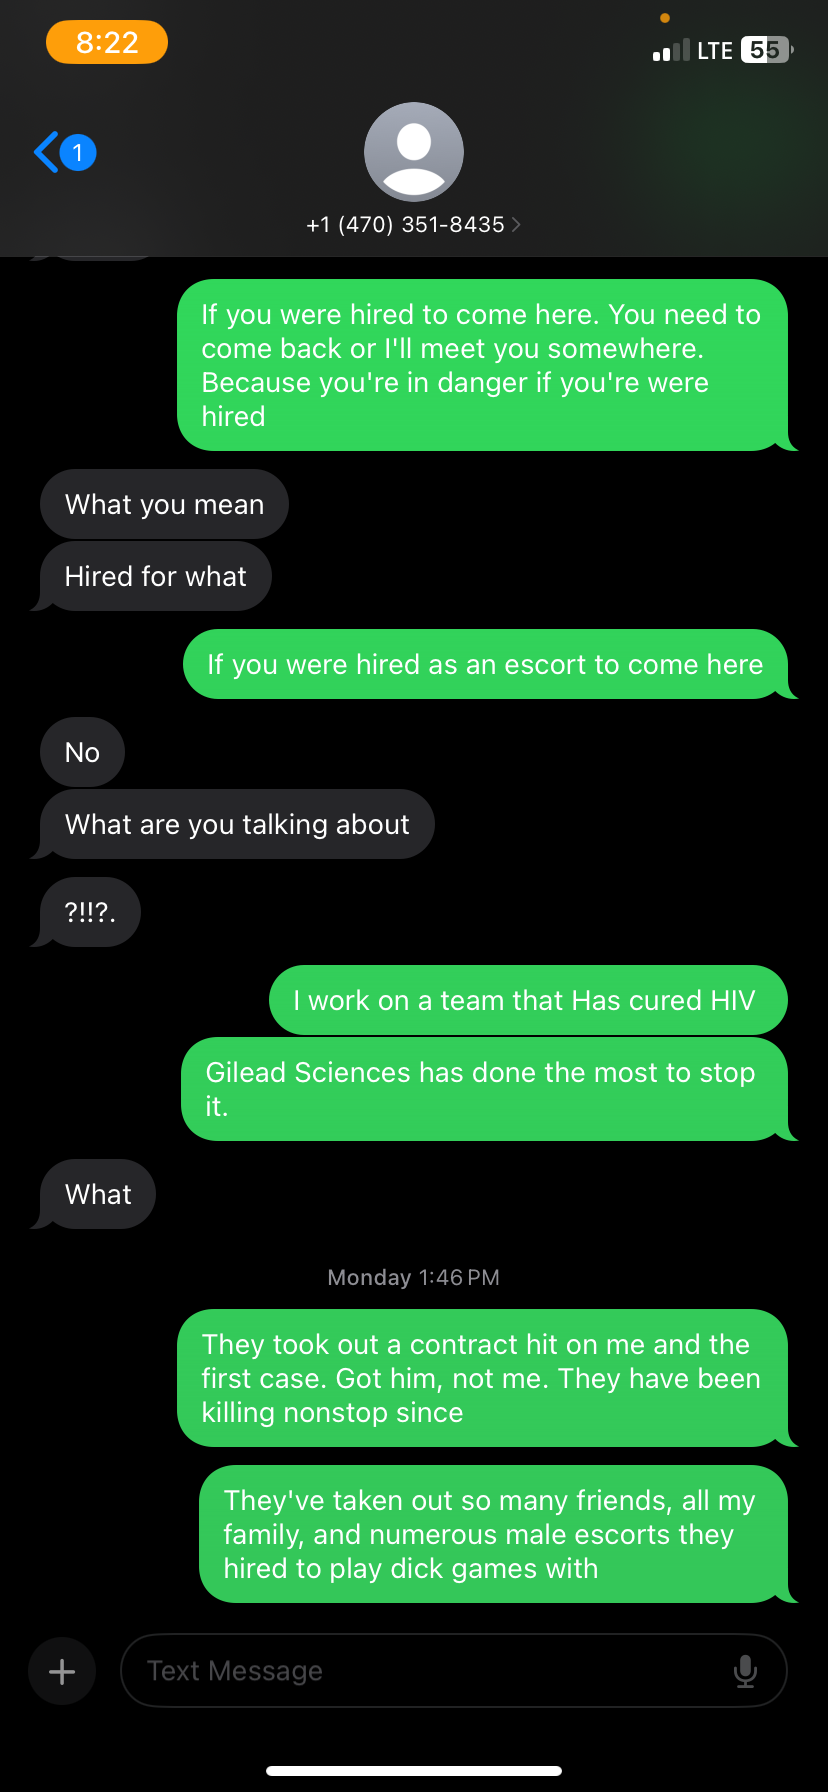 8:22
LTE 55
1
+1 (470) 351-8435
If you were hired to come here. You need to
come back or I'll meet you somewhere.
Because you're in danger if you're were
hired
What you mean
Hired for what
If you were hired as an escort to come here
No
What are you talking about
?!!?.
I work on a team that Has cured HIV
Gilead Sciences has done the most to stop
it.
What
Monday 1:46 PM
They took out a contract hit on me and the
first case. Got him, not me. They have been
killing nonstop since
They've taken out so many friends, all my
family, and numerous male escorts they
hired to play dick games with
Text Message